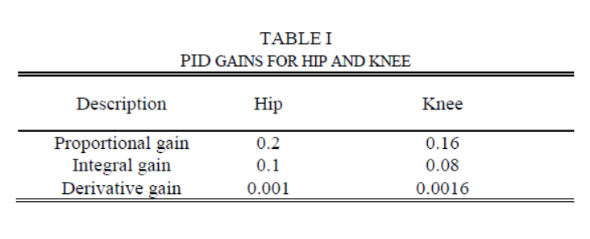 TABLE I
PID GAINS FOR HIP AND KNEE
Description Hip Knee
Proportional gain 0.2 0.16
Integral gain 0.1 0.08
Derivative gain 0.001 0.0016